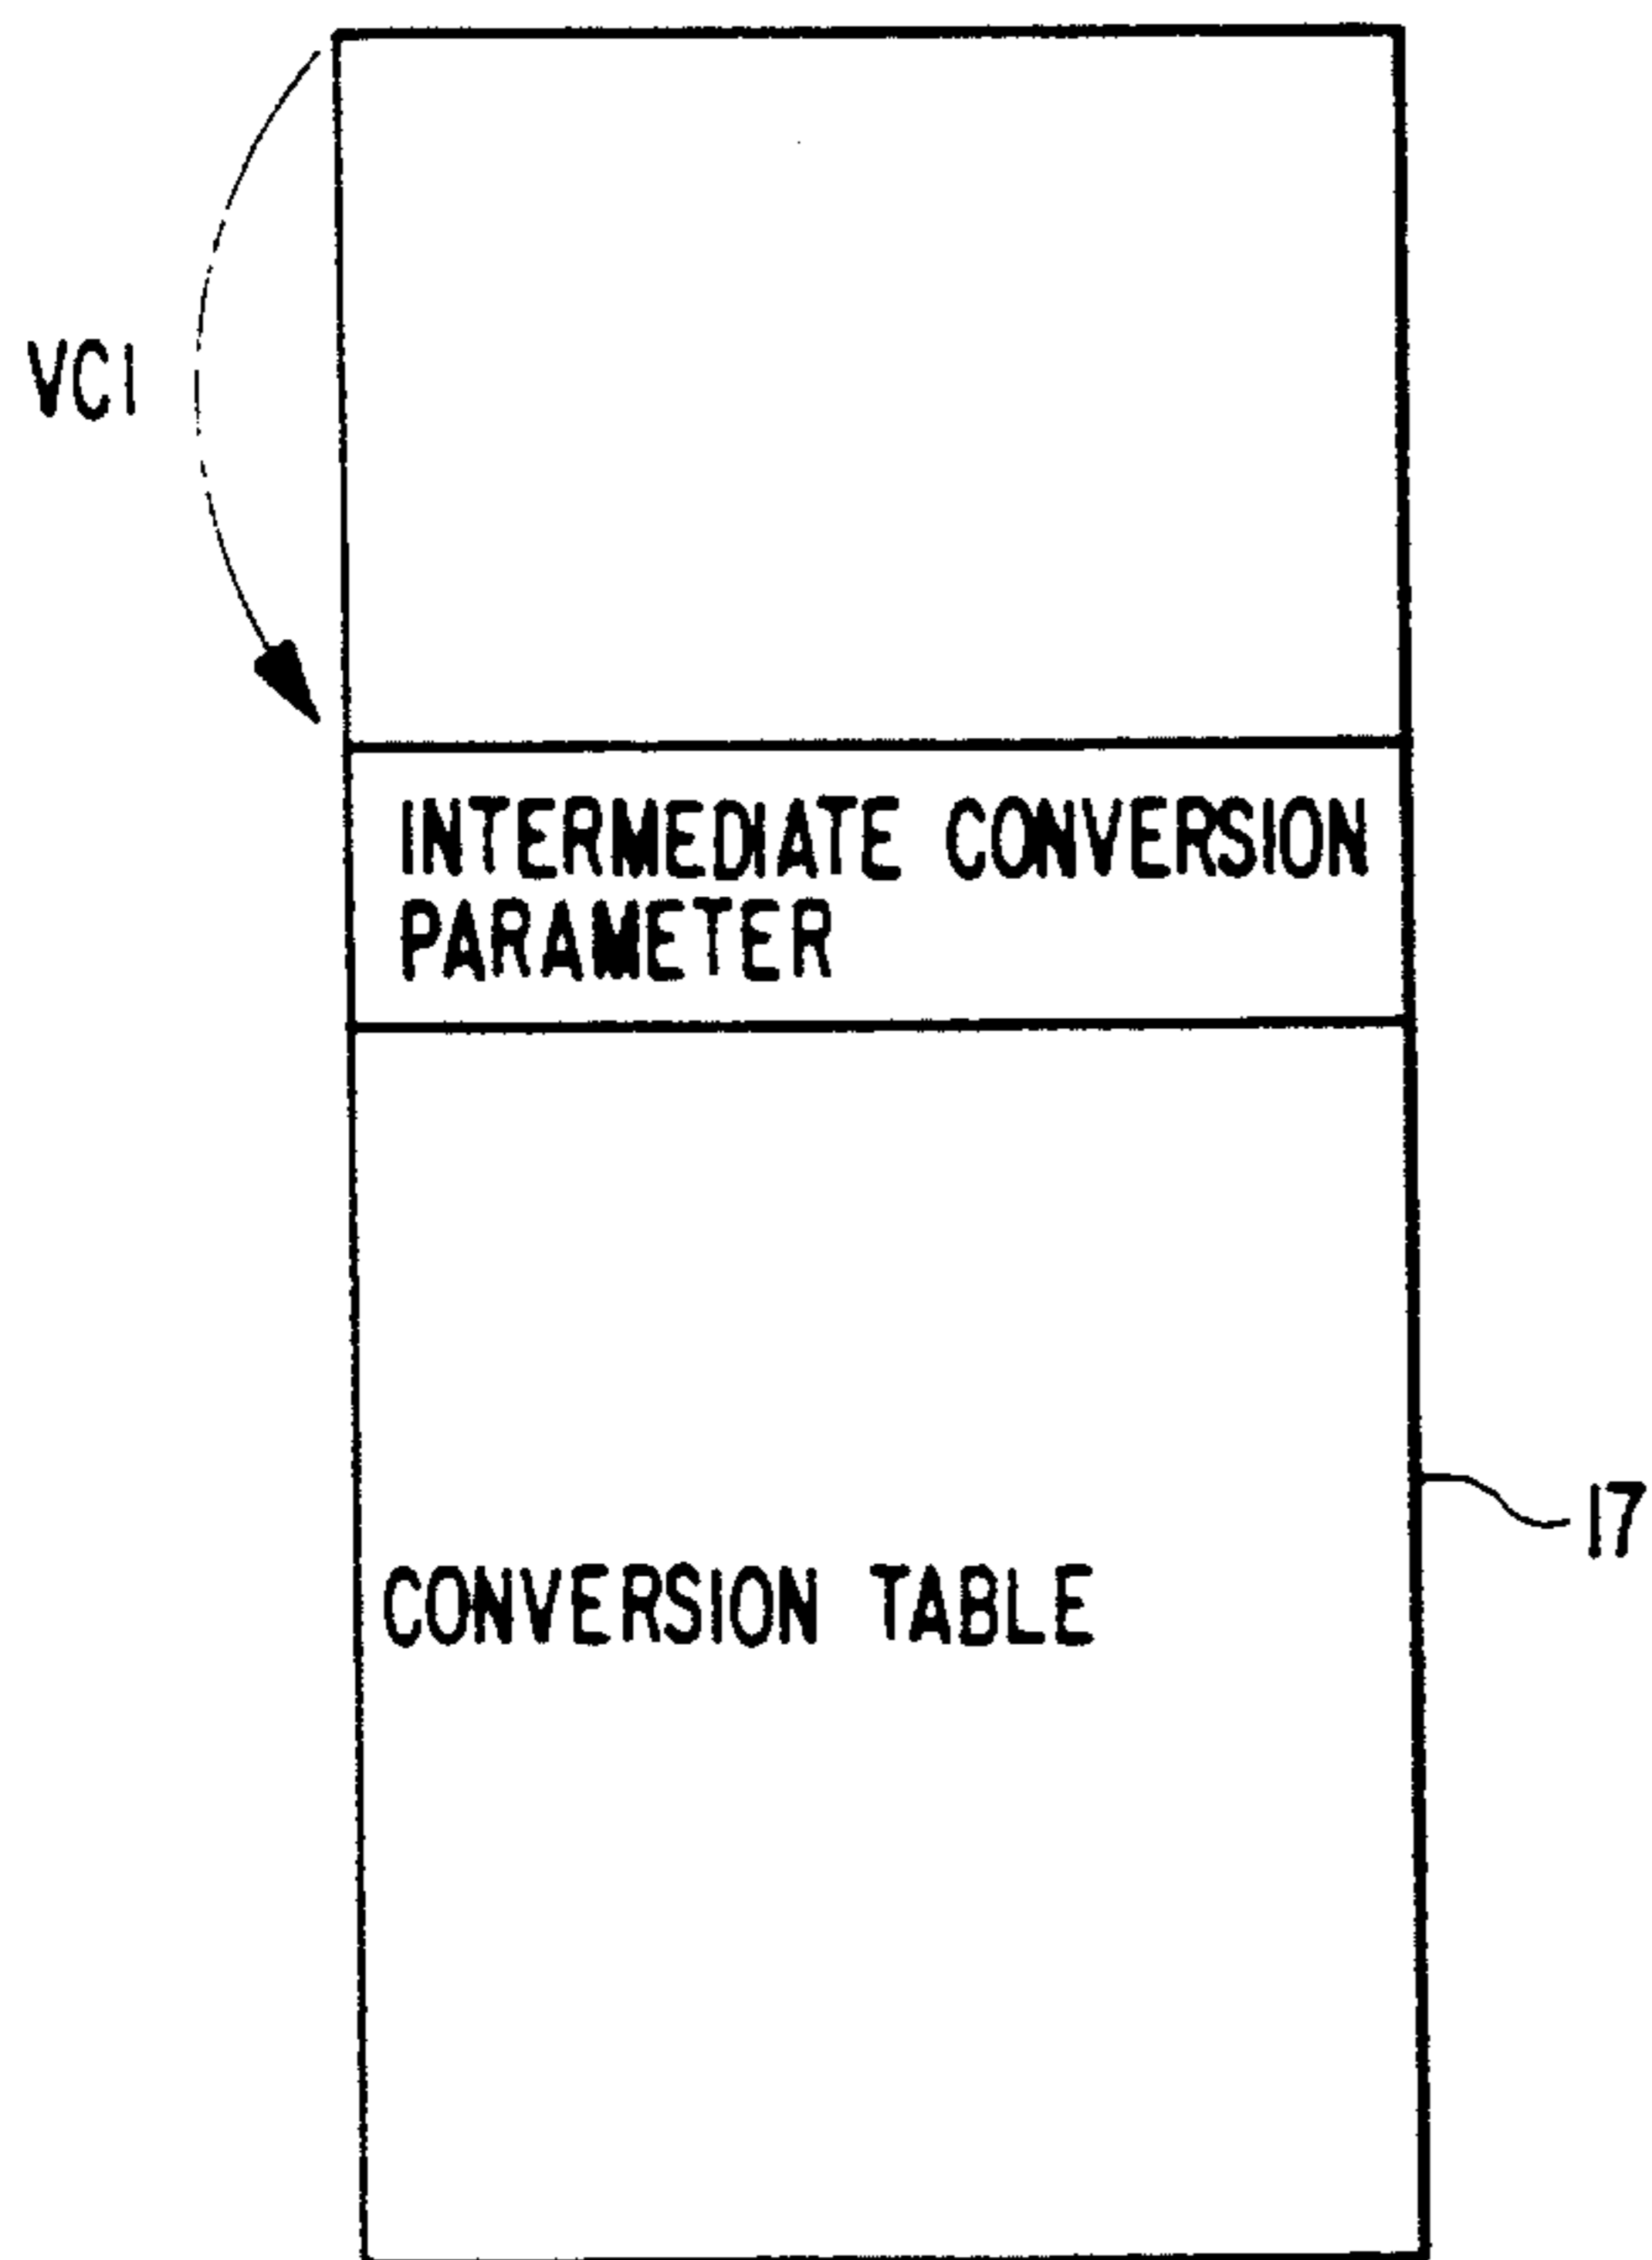 VCI
INTERMEDIATE CONVERSION
PARAMETER
17
CONVERSION TABLE